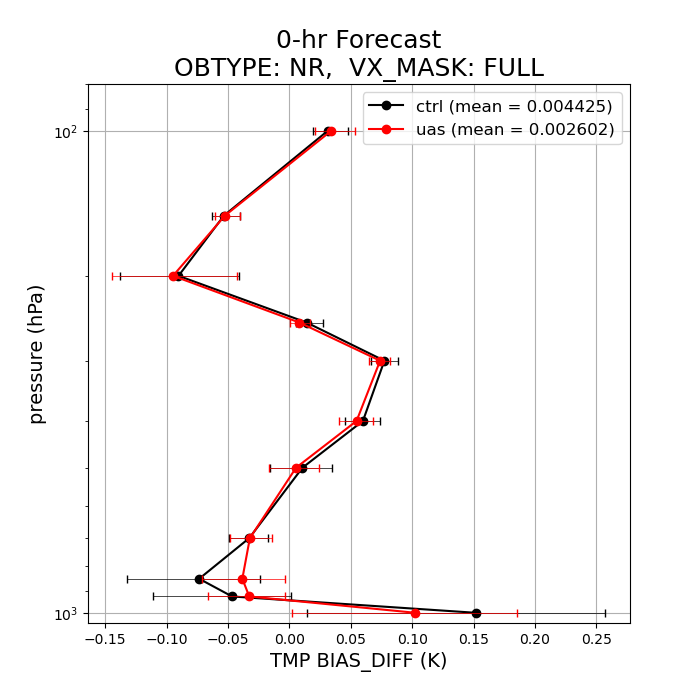 0-hr Forecast
OBTYPE: NR,  VX_MASK: FULL
ctrl (mean = 0.004425)
uas (mean = 0.002602)
10²
10³
pressure (hPa)
−0.15 −0.10 −0.05 0.00 0.05 0.10 0.15 0.20 0.25
TMP BIAS_DIFF (K)